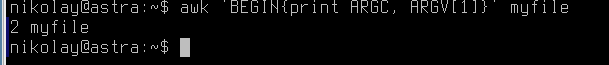 nikolay@astra:~$ awk 'BEGIN{print ARGC, ARGV[1]}' myfile
2 myfile
nikolay@astra:~$